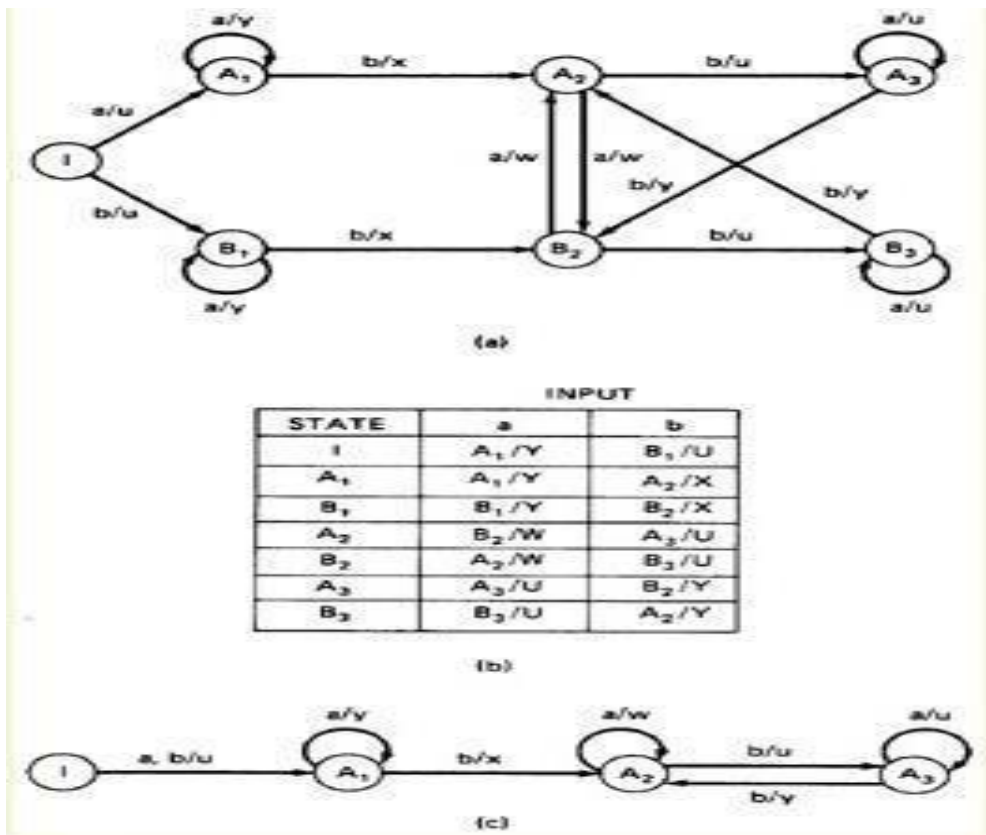 a/y a/u
A₁ b/x A₂ b/u A₃
a/u
I a/w a/w
b/y b/y
b/u
B₁ b/x B₂ b/u B₃
a/y a/u
(a)
INPUT
STATE a b
I A₁/Y B₁/U
A₁ A₁/Y A₂/X
B₁ B₁/Y B₂/X
A₂ B₂/W A₃/U
B₂ A₂/W B₃/U
A₃ A₃/U B₂/Y
B₃ B₃/U A₂/Y
(b)
a/y a/w a/u
I a, b/u A₁ b/x A₂ b/u A₃
b/y
(c)